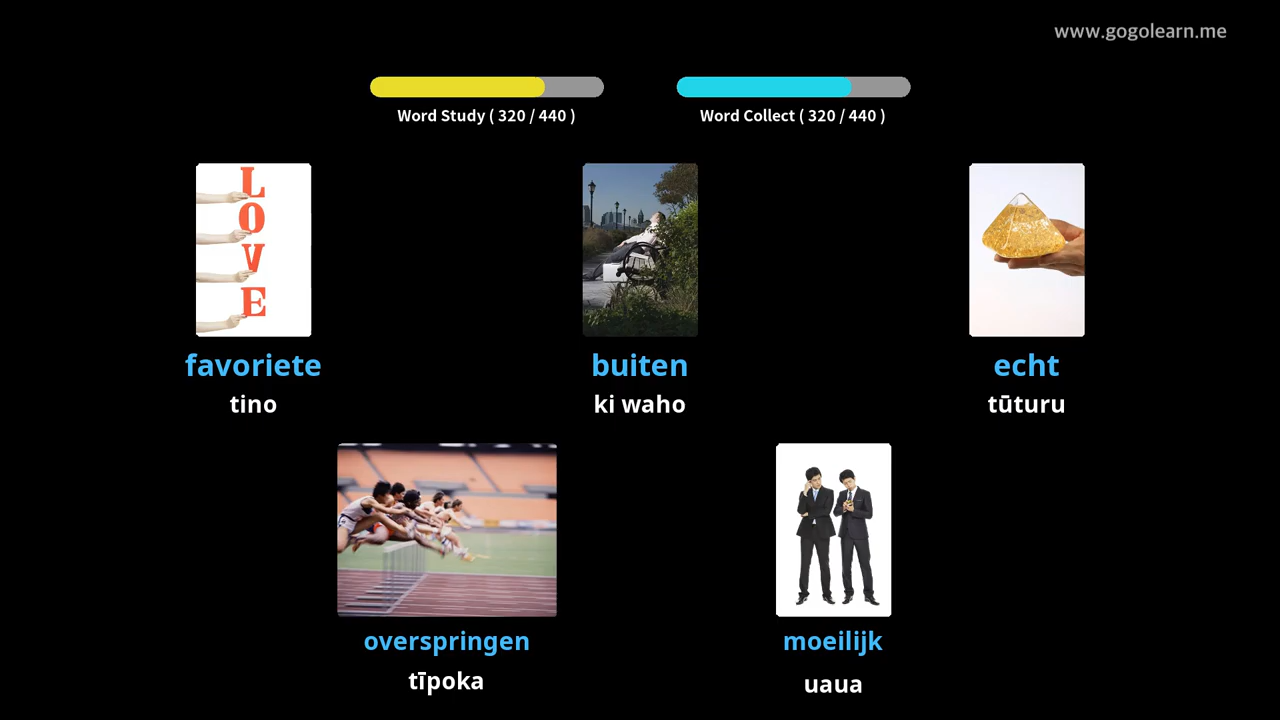 www.gogolearn.me
Word Study ( 320 / 440 )
Word Collect ( 320 / 440 )
L
O
V
E
favoriete
tino
buiten
ki waho
echt
tūturu
overspringen
tīpoka
moeilijk
uaua